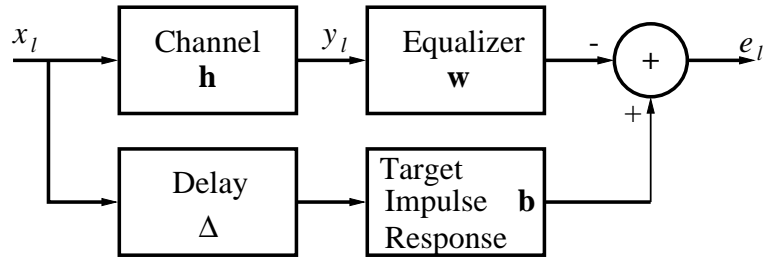 x_l
Channel
h
y_l
Equalizer
w
-
+
e_l
+
Delay
Δ
Target
Impulse b
Response